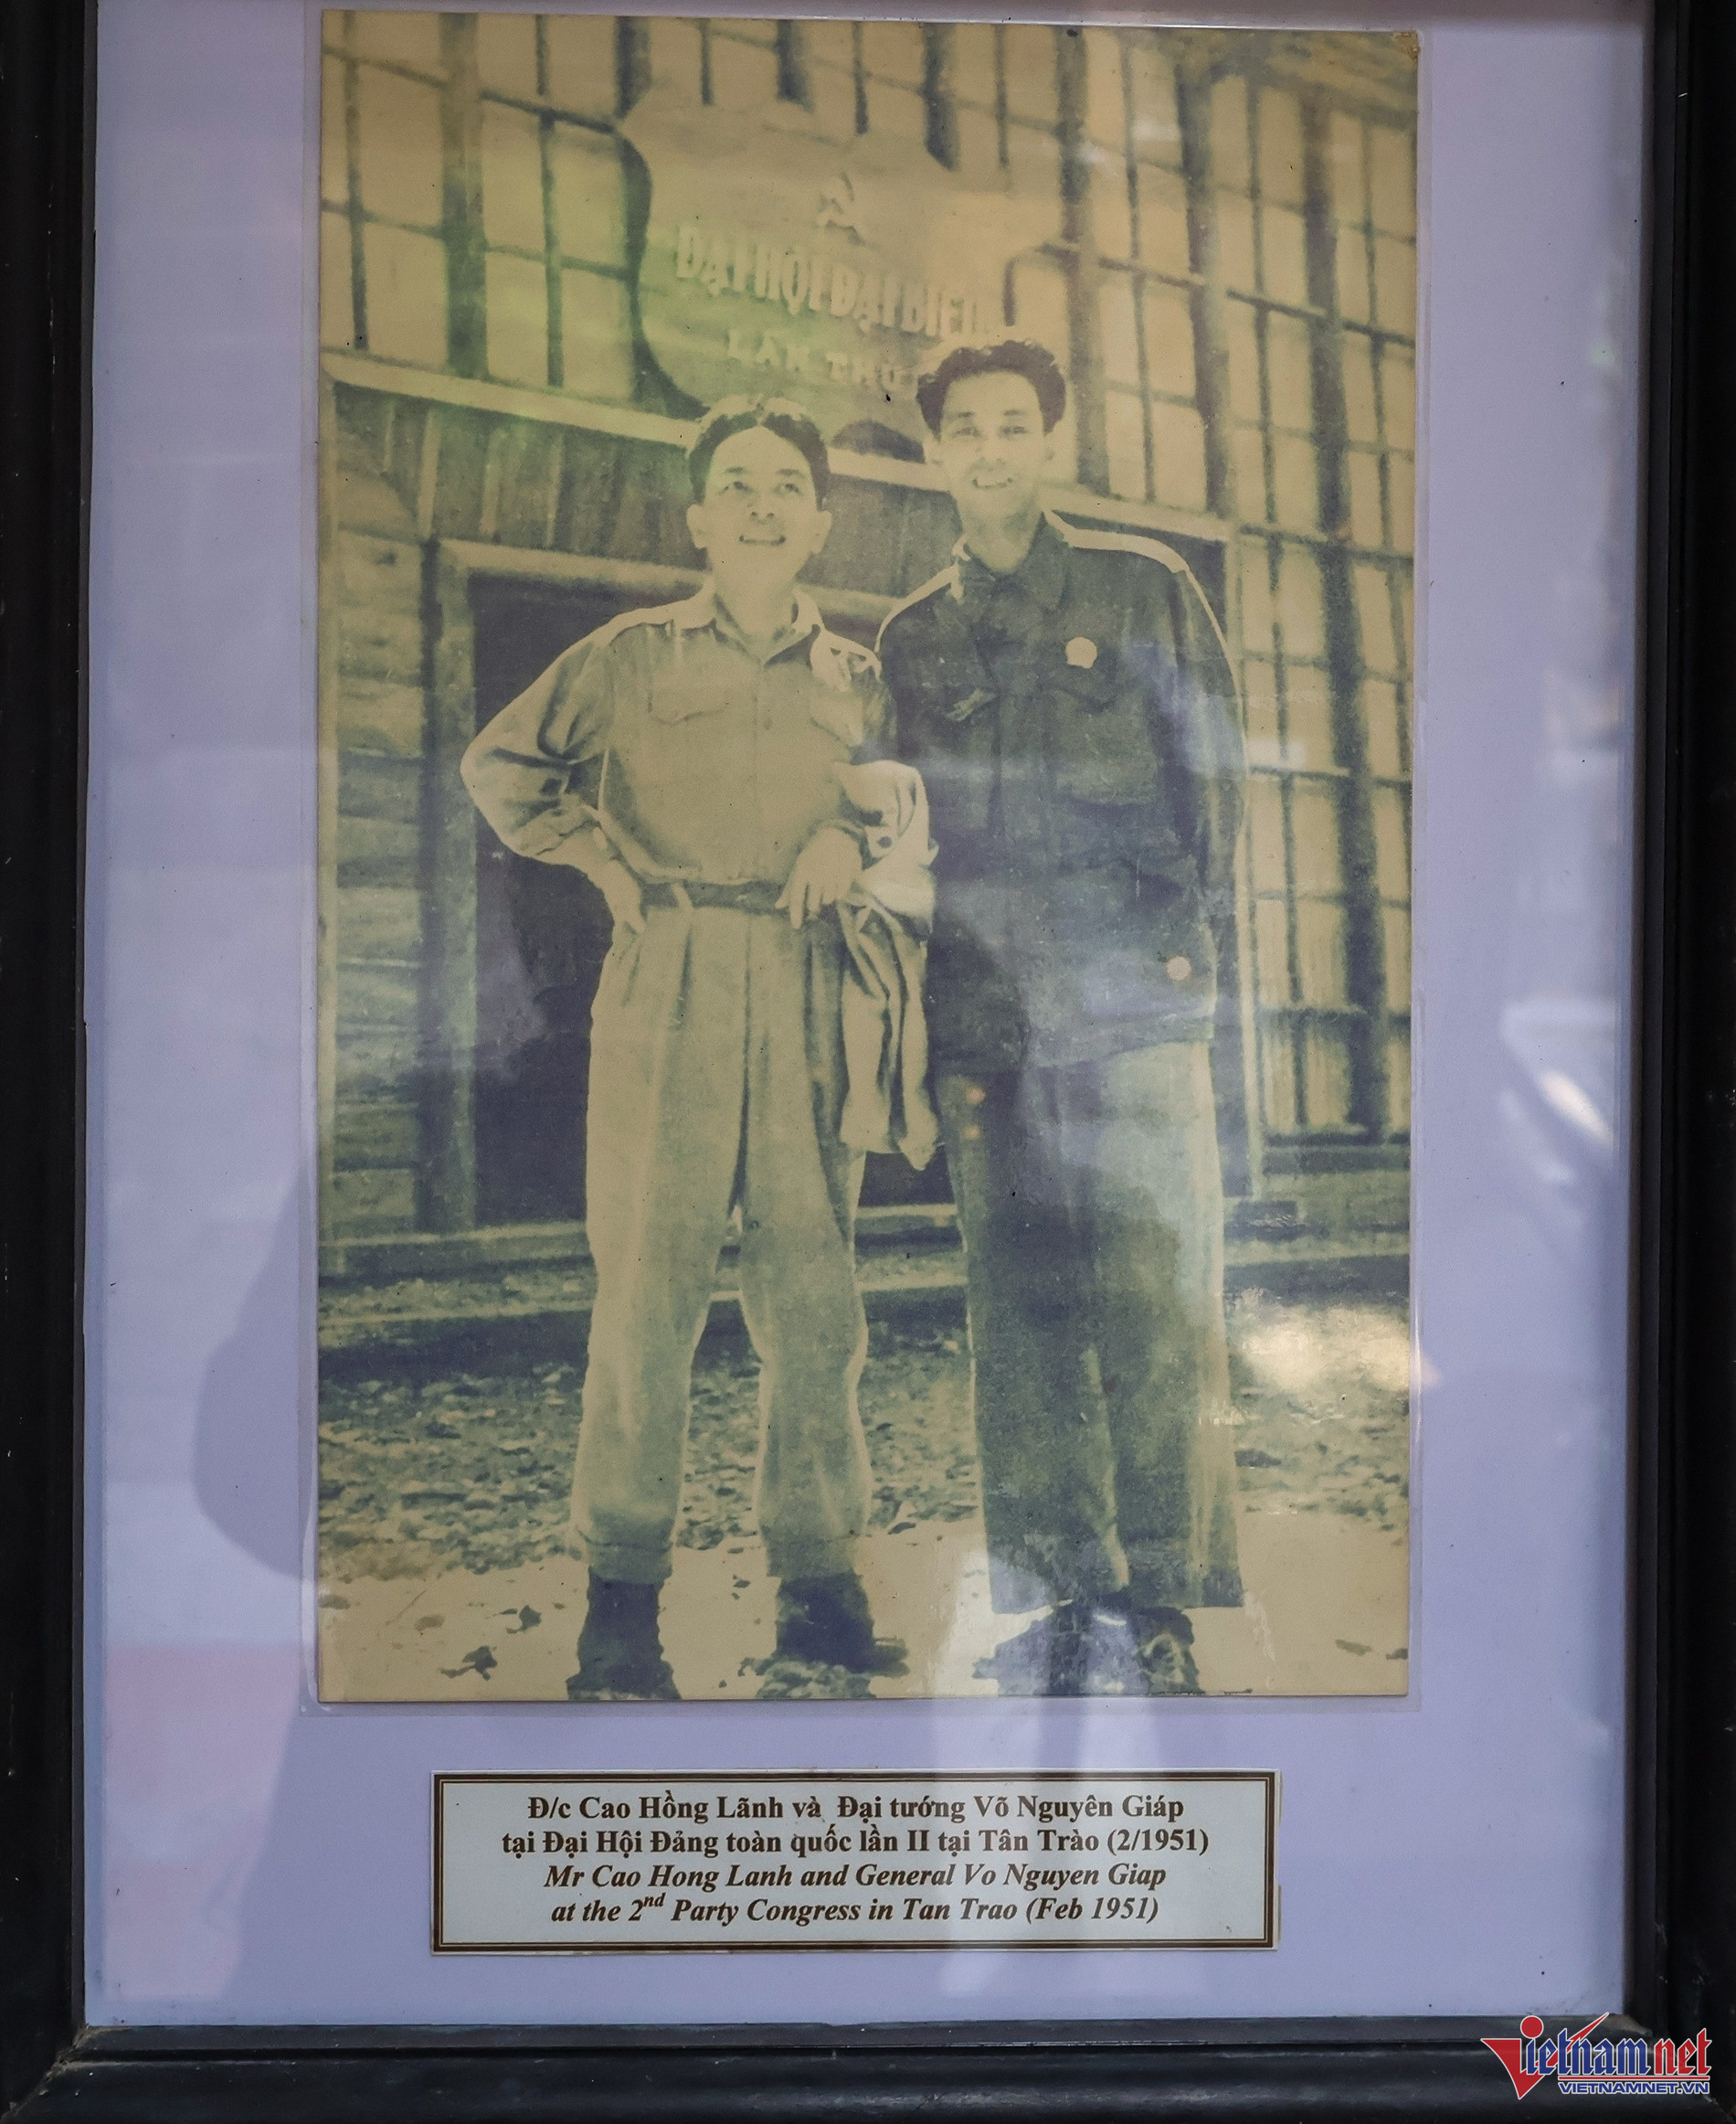 ĐẠI HỘI ĐẠI BIỂU
LẦN THỨ
Đ/c Cao Hồng Lãnh và Đại tướng Võ Nguyên Giáp
tại Đại Hội Đảng toàn quốc lần II tại Tân Trào (2/1951)
Mr Cao Hong Lanh and General Vo Nguyen Giap
at the 2nd Party Congress in Tan Trao (Feb 1951)
Vietnamnet
VIETNAMNET.VN